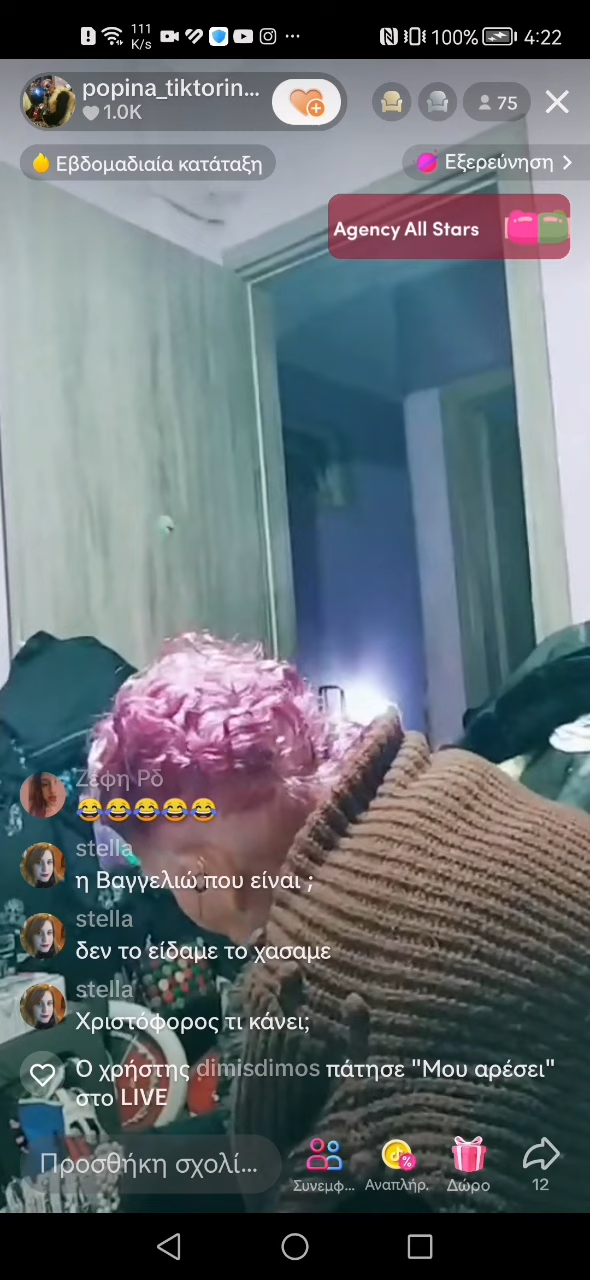 111
K/s
100%
4:22
popina_tiktorin...
1.0K
75
Εβδομαδιαία κατάταξη
Εξερεύνηση
Agency All Stars
Ζέφη Ρδ
😂😂😂😂😂
stella
η Βαγγελιώ που είναι ;
stella
δεν το είδαμε το χασαμε
stella
Χριστόφορος τι κάνει;
Ο χρήστης dimisdimos πάτησε "Μου αρέσει"
στο LIVE
Προσθήκη σχολί...
Συνεμφ...
Αναπλήρ.
Δώρο
12